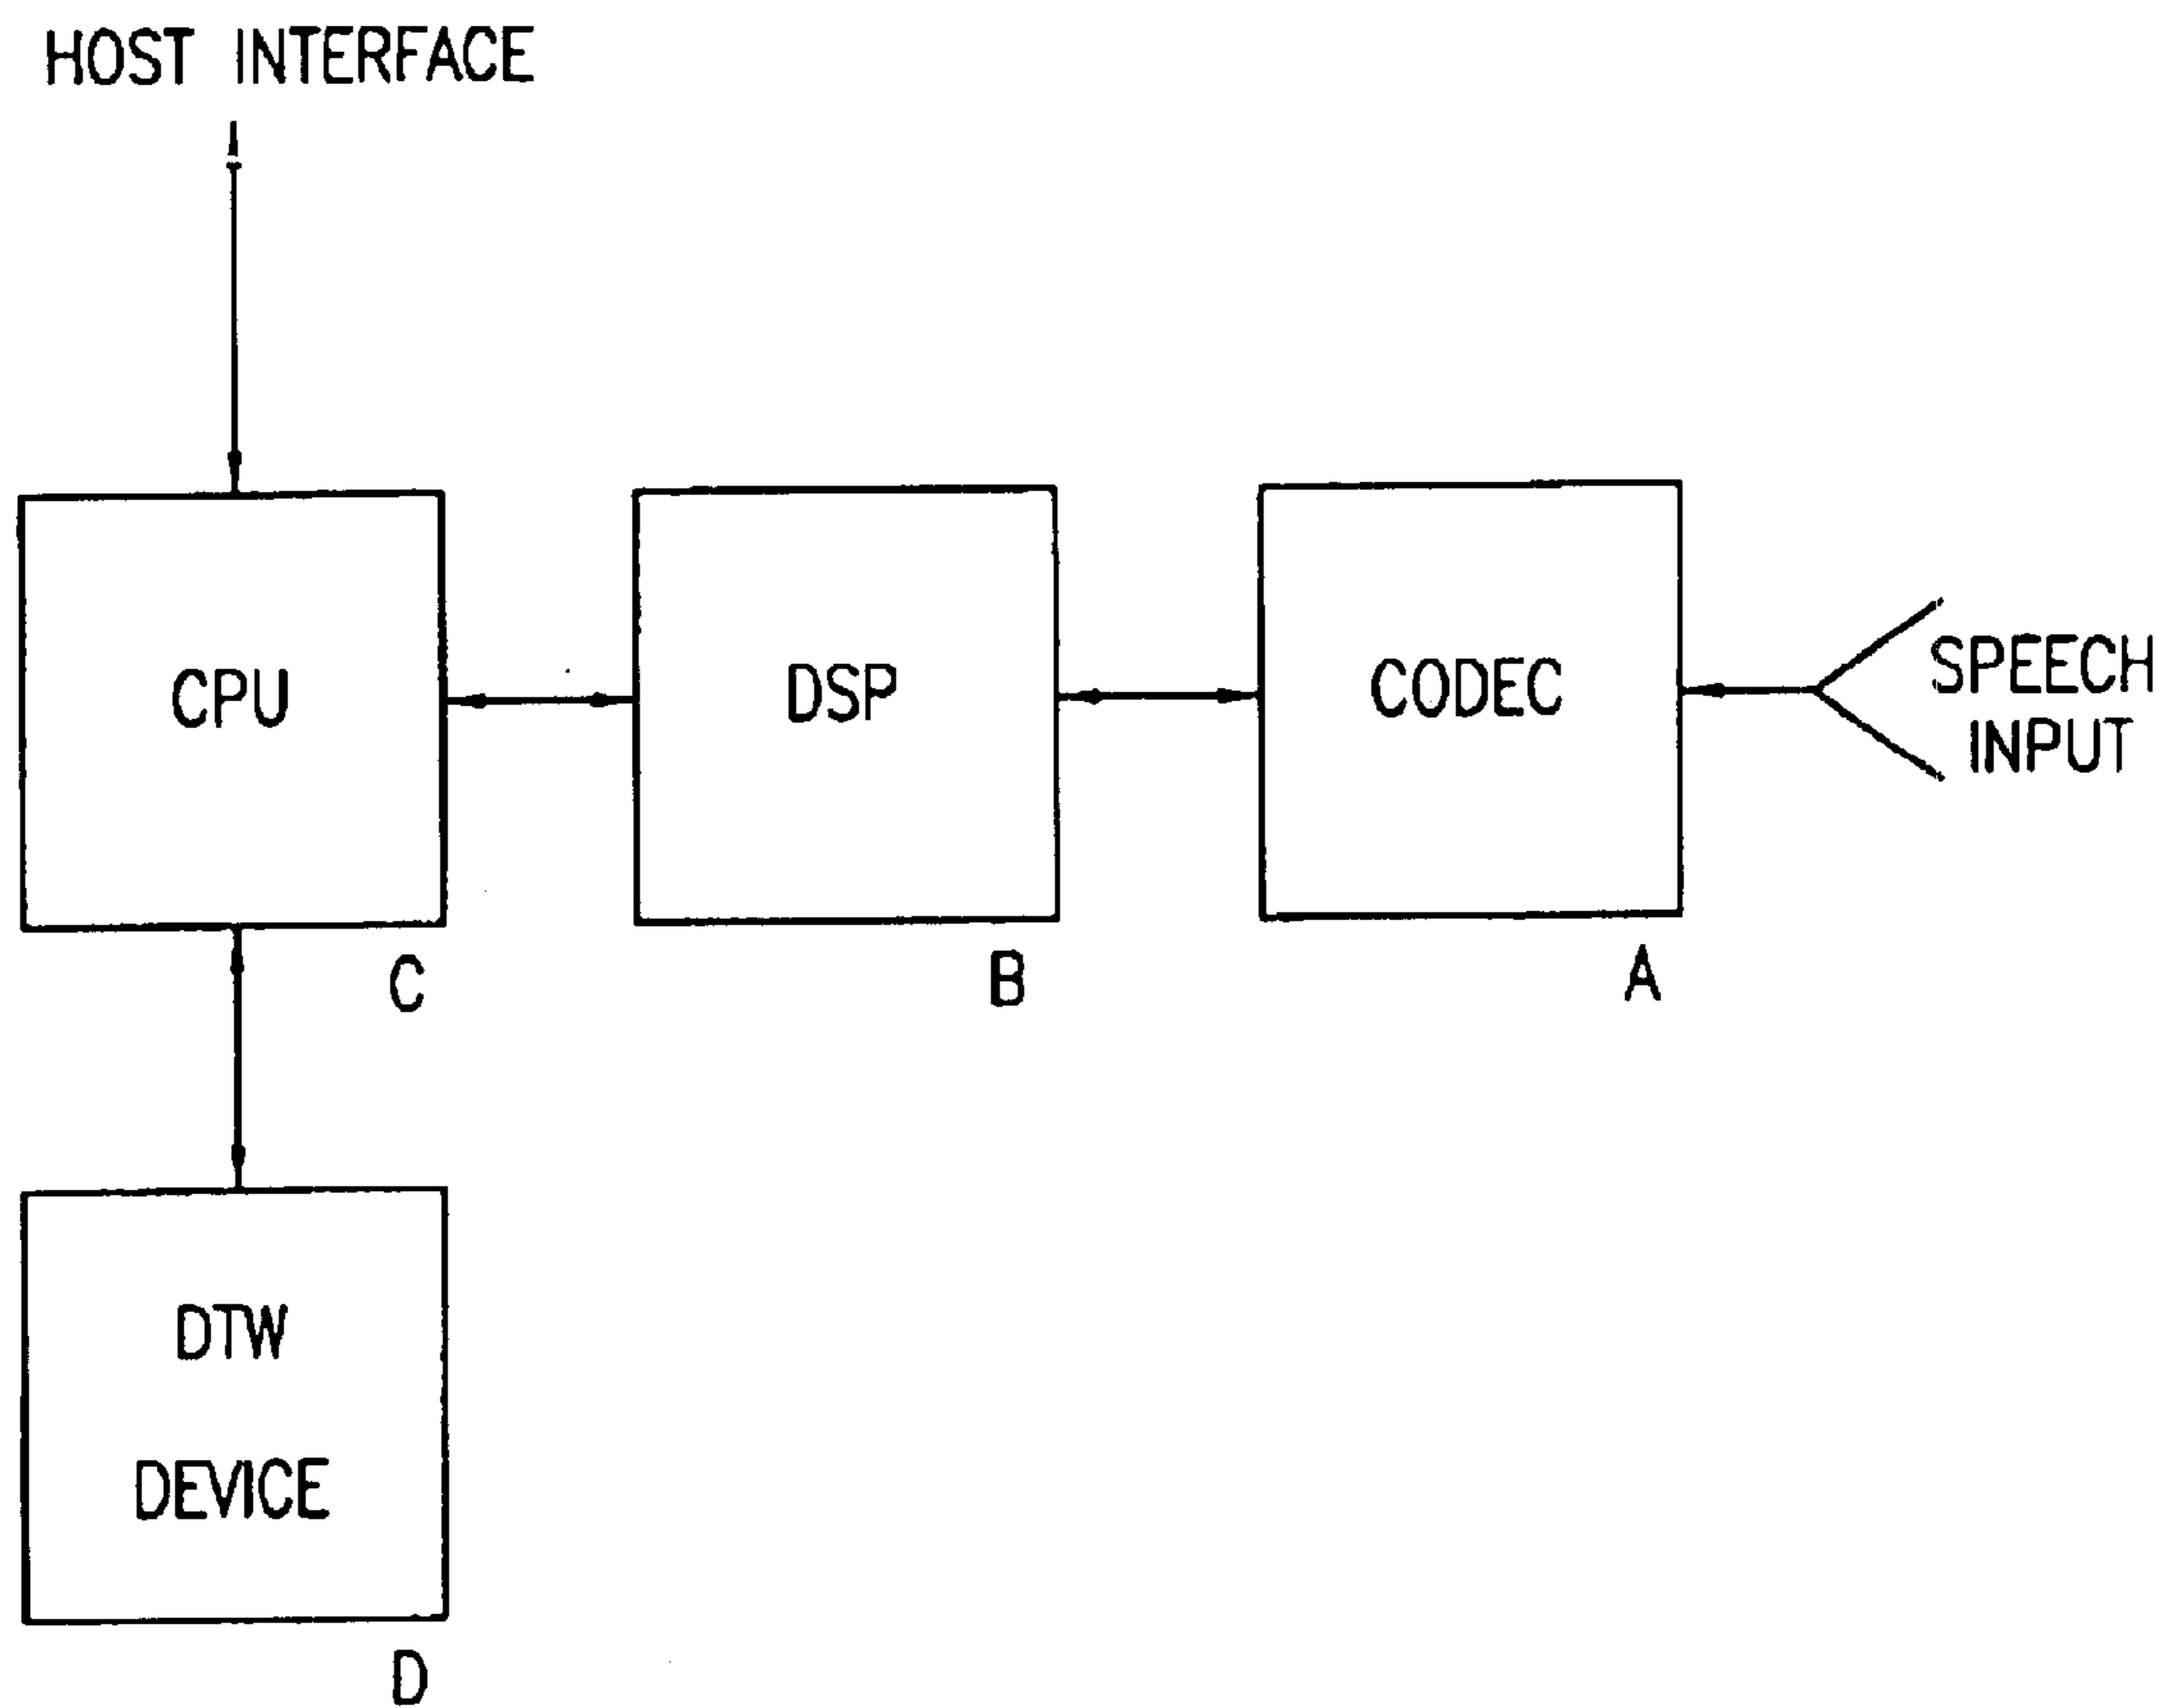 HOST INTERFACE
CPU
DSP
CODEC
SPEECH
INPUT
C
B
A
DTW
DEVICE
D